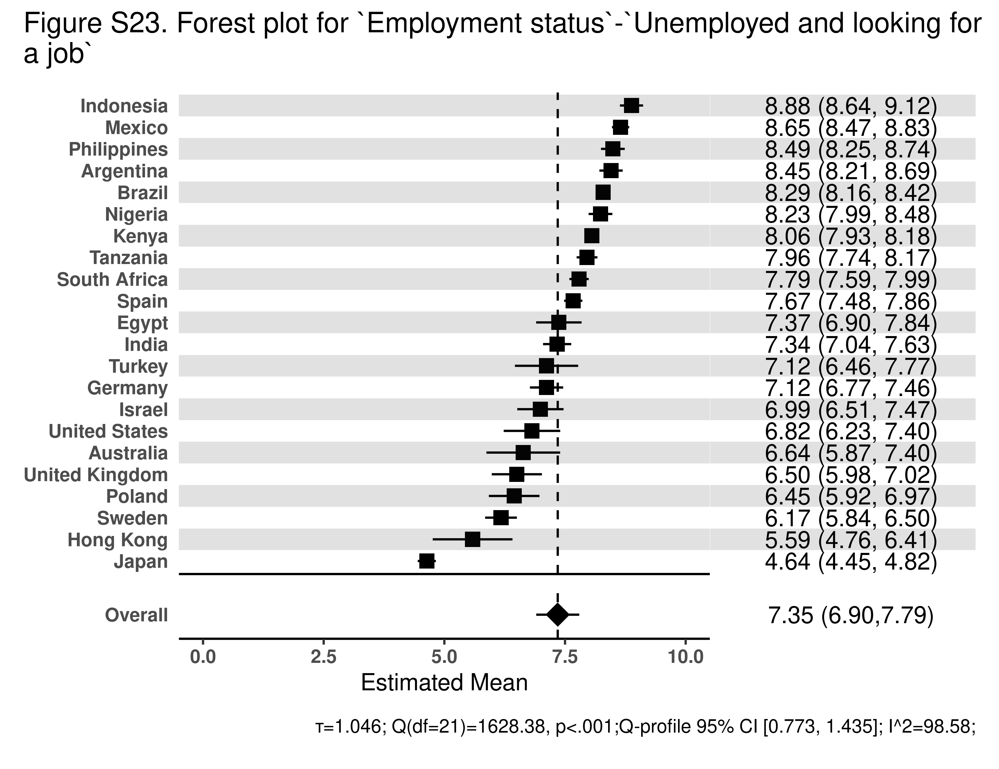 Figure S23. Forest plot for `Employment status`-`Unemployed and looking for
a job`
Indonesia 8.88 (8.64, 9.12)
Mexico 8.65 (8.47, 8.83)
Philippines 8.49 (8.25, 8.74)
Argentina 8.45 (8.21, 8.69)
Brazil 8.29 (8.16, 8.42)
Nigeria 8.23 (7.99, 8.48)
Kenya 8.06 (7.93, 8.18)
Tanzania 7.96 (7.74, 8.17)
South Africa 7.79 (7.59, 7.99)
Spain 7.67 (7.48, 7.86)
Egypt 7.37 (6.90, 7.84)
India 7.34 (7.04, 7.63)
Turkey 7.12 (6.46, 7.77)
Germany 7.12 (6.77, 7.46)
Israel 6.99 (6.51, 7.47)
United States 6.82 (6.23, 7.40)
Australia 6.64 (5.87, 7.40)
United Kingdom 6.50 (5.98, 7.02)
Poland 6.45 (5.92, 6.97)
Sweden 6.17 (5.84, 6.50)
Hong Kong 5.59 (4.76, 6.41)
Japan 4.64 (4.45, 4.82)
Overall 7.35 (6.90,7.79)
0.0 2.5 5.0 7.5 10.0
Estimated Mean
τ=1.046; Q(df=21)=1628.38, p<.001;Q-profile 95% CI [0.773, 1.435]; I^2=98.58;